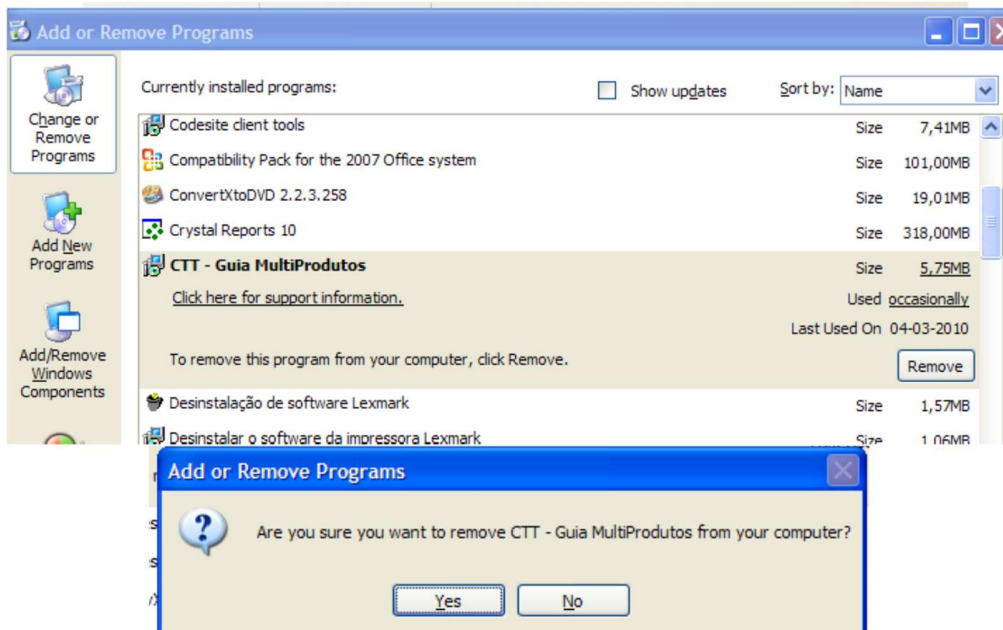 Add or Remove Programs
Change or
Remove
Programs
Add New
Programs
Add/Remove
Windows
Components
Currently installed programs:
Show updates
Sort by: Name
Codesite client tools Size 7,41MB
Compatibility Pack for the 2007 Office system Size 101,00MB
ConvertXtoDVD 2.2.3.258 Size 19,01MB
Crystal Reports 10 Size 318,00MB
CTT - Guia MultiProdutos Size 5,75MB
Click here for support information. Used occasionally
Last Used On 04-03-2010
To remove this program from your computer, click Remove. Remove
Desinstalação de software Lexmark Size 1,57MB
Desinstalar o software da impressora Lexmark Size 1,06MB
Add or Remove Programs
Are you sure you want to remove CTT - Guia MultiProdutos from your computer?
Yes No